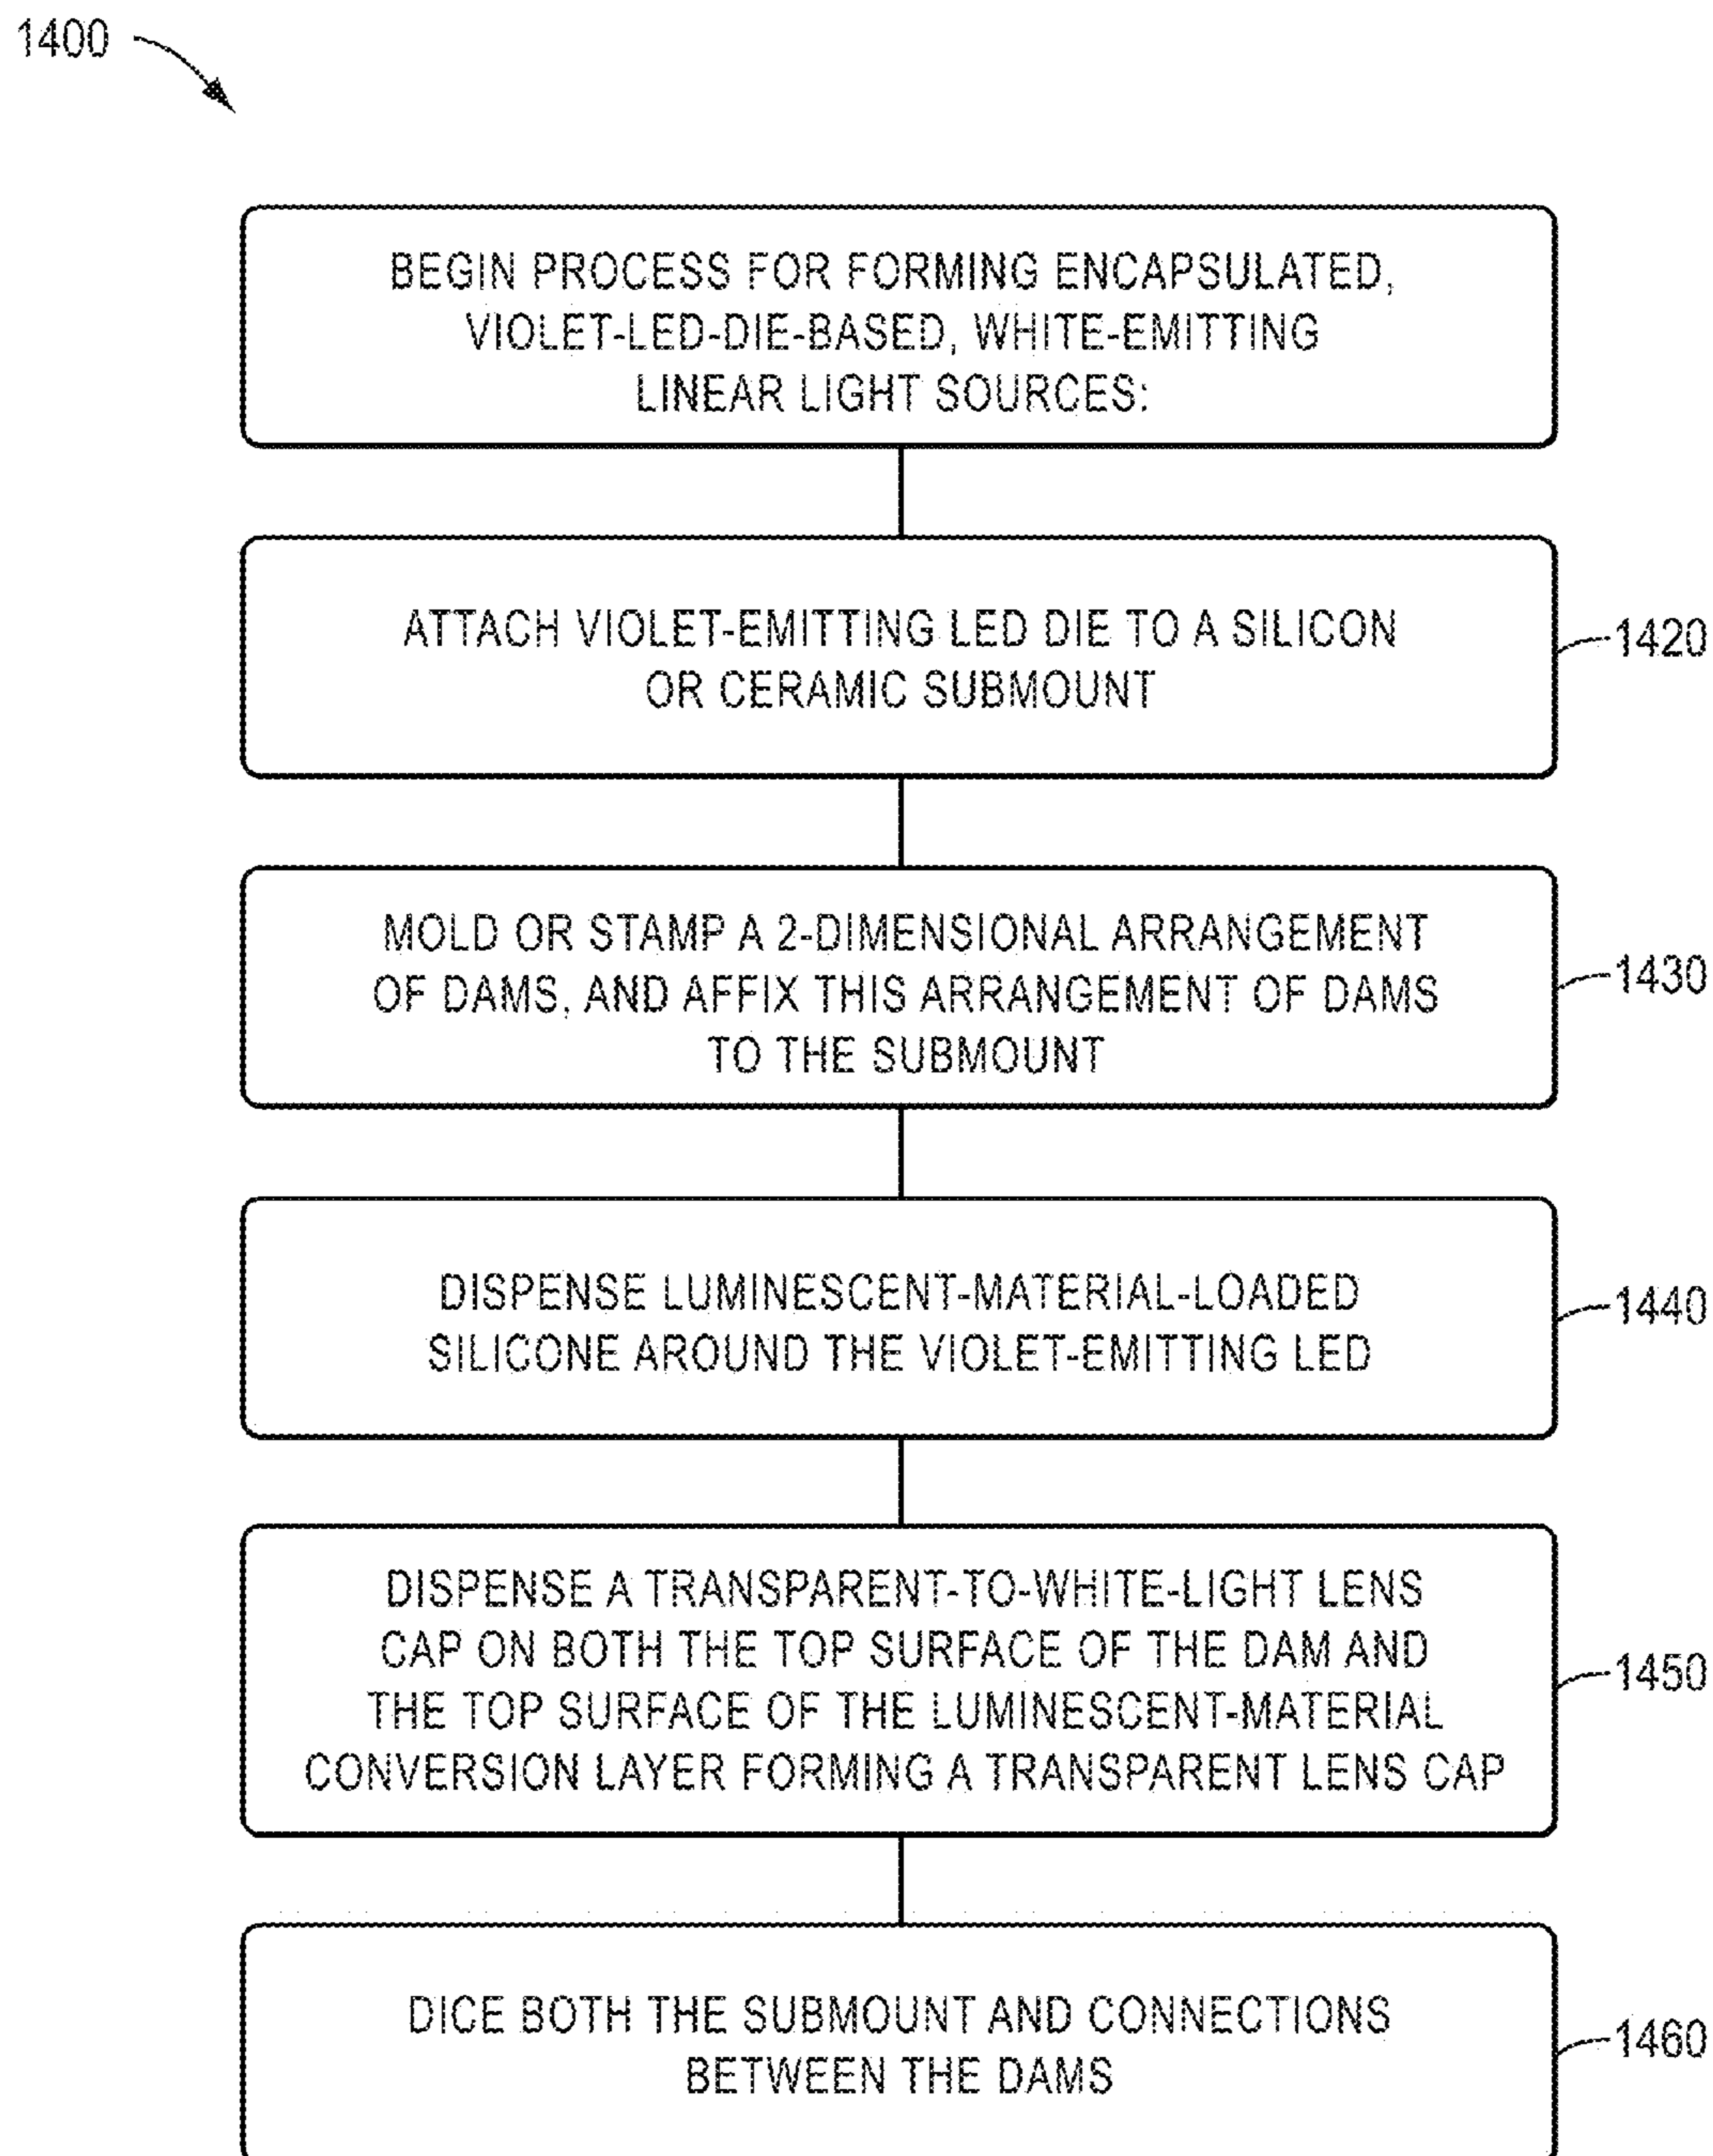 1400
BEGIN PROCESS FOR FORMING ENCAPSULATED,
VIOLET-LED-DIE-BASED, WHITE-EMITTING
LINEAR LIGHT SOURCES:
ATTACH VIOLET-EMITTING LED DIE TO A SILICON
OR CERAMIC SUBMOUNT
1420
MOLD OR STAMP A 2-DIMENSIONAL ARRANGEMENT
OF DAMS, AND AFFIX THIS ARRANGEMENT OF DAMS
TO THE SUBMOUNT
1430
DISPENSE LUMINESCENT-MATERIAL-LOADED
SILICONE AROUND THE VIOLET-EMITTING LED
1440
DISPENSE A TRANSPARENT-TO-WHITE-LIGHT LENS
CAP ON BOTH THE TOP SURFACE OF THE DAM AND
THE TOP SURFACE OF THE LUMINESCENT-MATERIAL
CONVERSION LAYER FORMING A TRANSPARENT LENS CAP
1450
DICE BOTH THE SUBMOUNT AND CONNECTIONS
BETWEEN THE DAMS
1460